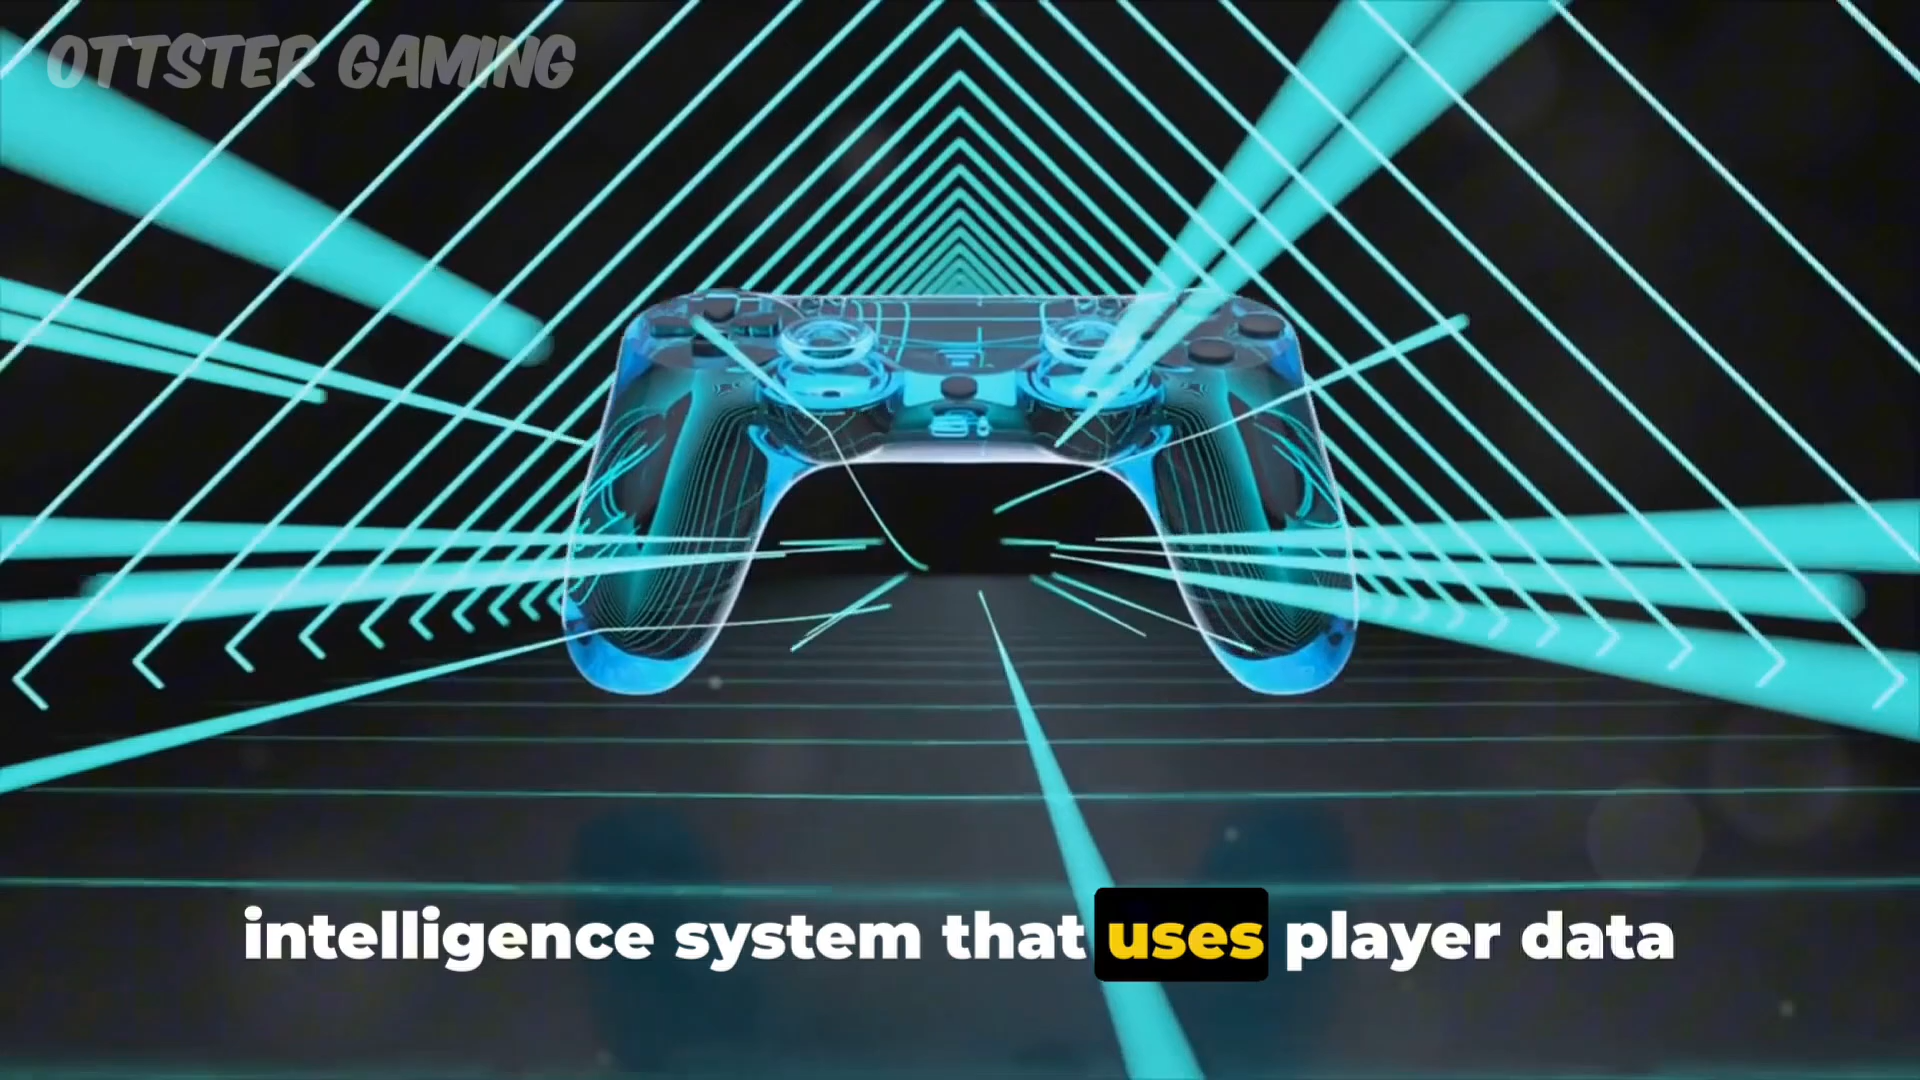 OTTSTER GAMING
intelligence system that uses player data